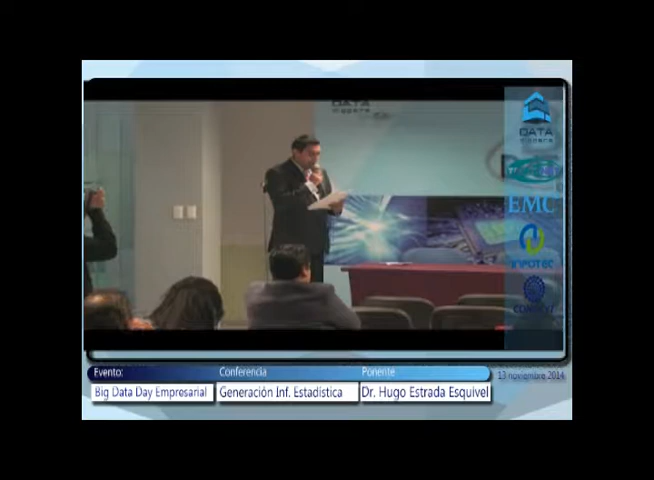 DATA
DATA
EMC
INFOTEC
13 noviembre 2014
Evento:
Conferencia
Ponente
Big Data Day Empresarial
Generación Inf. Estadística
Dr. Hugo Estrada Esquivel